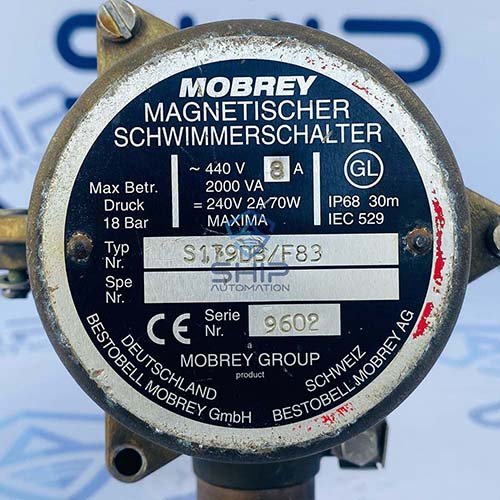 MOBREY
MAGNETISCHER
SCHWIMMERSCHALTER
Max Betr.
Druck
18 Bar
~ 440 V 8 A
2000 VA
= 240V 2A 70W
MAXIMA
GL
IP68 30m
IEC 529
Typ
Nr. S179DB/F83
SHIP
AUTOMATION
Spe
Nr.
CE
Serie
Nr. 9602
a
MOBREY GROUP
product
DEUTSCHLAND
BESTOBELL MOBREY GmbH
SCHWEIZ
BESTOBELL.MOBREY AG